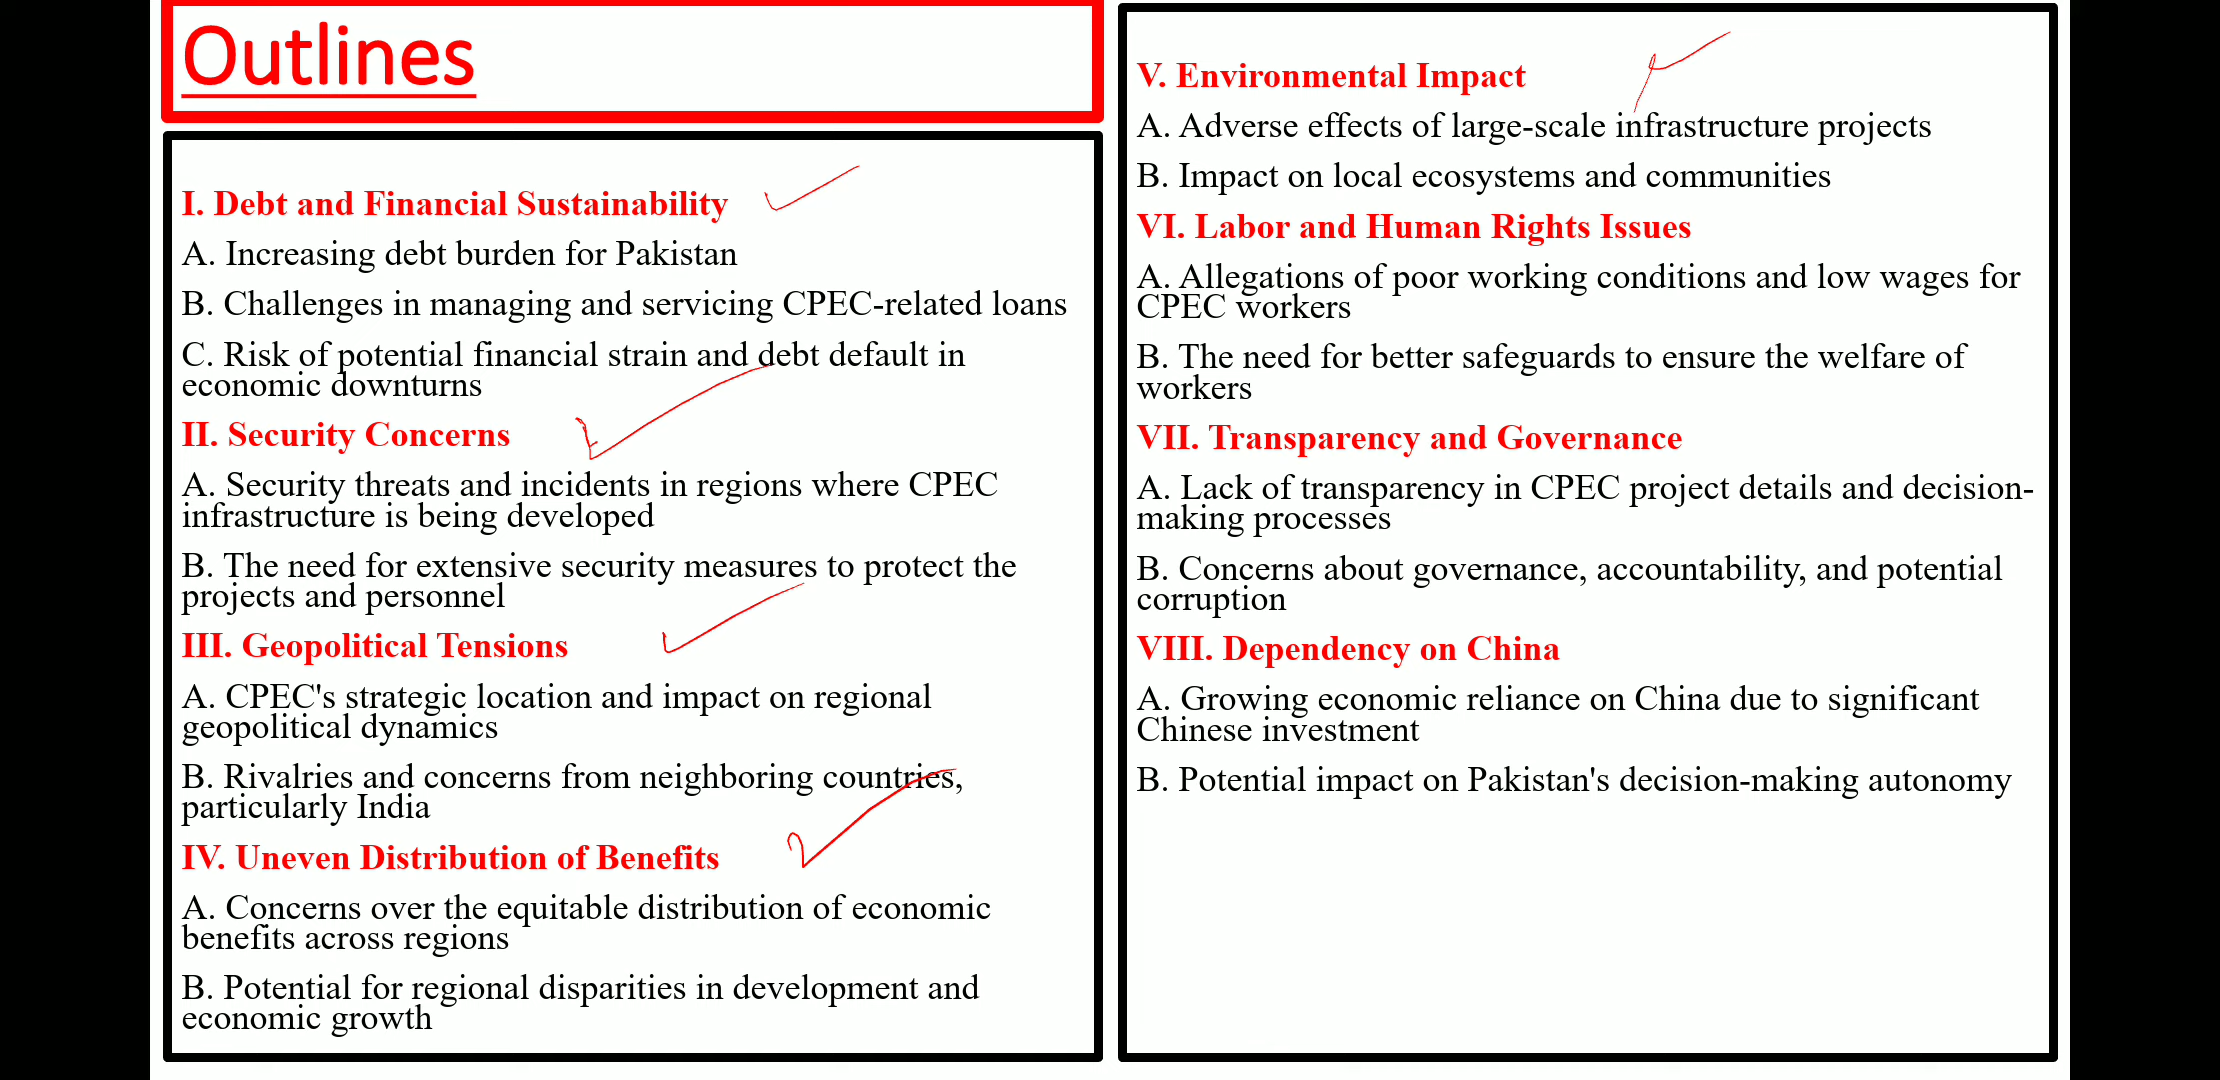 Outlines
I. Debt and Financial Sustainability
A. Increasing debt burden for Pakistan
B. Challenges in managing and servicing CPEC-related loans
C. Risk of potential financial strain and debt default in
economic downturns
II. Security Concerns
A. Security threats and incidents in regions where CPEC
infrastructure is being developed
B. The need for extensive security measures to protect the
projects and personnel
III. Geopolitical Tensions
A. CPEC's strategic location and impact on regional
geopolitical dynamics
B. Rivalries and concerns from neighboring countries,
particularly India
IV. Uneven Distribution of Benefits
A. Concerns over the equitable distribution of economic
benefits across regions
B. Potential for regional disparities in development and
economic growth
V. Environmental Impact
A. Adverse effects of large-scale infrastructure projects
B. Impact on local ecosystems and communities
VI. Labor and Human Rights Issues
A. Allegations of poor working conditions and low wages for
CPEC workers
B. The need for better safeguards to ensure the welfare of
workers
VII. Transparency and Governance
A. Lack of transparency in CPEC project details and decision-
making processes
B. Concerns about governance, accountability, and potential
corruption
VIII. Dependency on China
A. Growing economic reliance on China due to significant
Chinese investment
B. Potential impact on Pakistan's decision-making autonomy